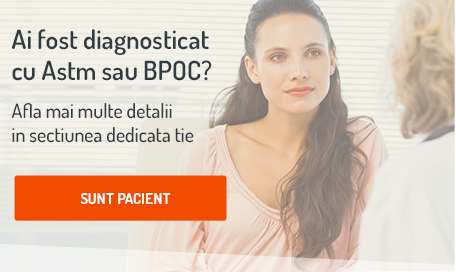 Ai fost diagnosticat
cu Astm sau BPOC?
Afla mai multe detalii
in sectiunea dedicata tie
SUNT PACIENT